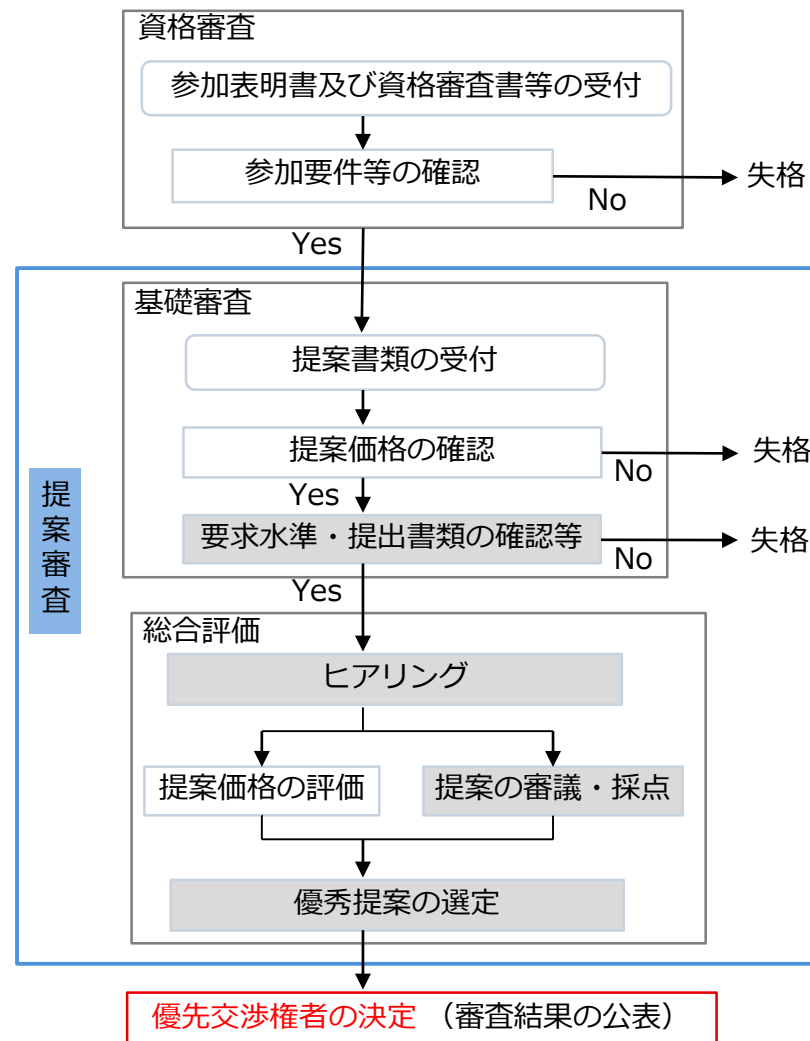 資格審査
参加表明書及び資格審査書等の受付
参加要件等の確認
No
失格
Yes
提案審査
基礎審査
提案書類の受付
提案価格の確認
No
失格
Yes
要求水準・提出書類の確認等
No
失格
Yes
総合評価
ヒアリング
提案価格の評価
提案の審議・採点
優秀提案の選定
優先交渉権者の決定 （審査結果の公表）